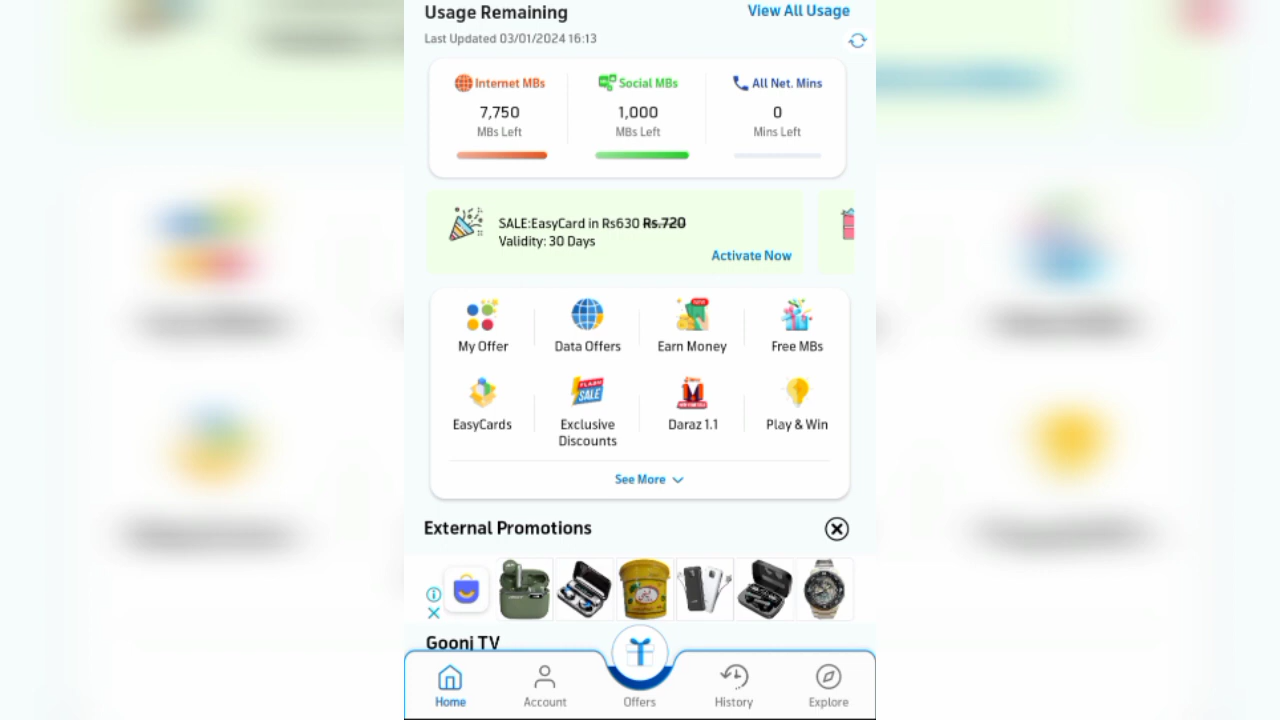 Usage Remaining
View All Usage
Last Updated 03/01/2024 16:13
Internet MBs
Social MBs
All Net. Mins
7,750
1,000
0
MBs Left
MBs Left
Mins Left
SALE:EasyCard in Rs630 Rs.720
Validity: 30 Days
Activate Now
My Offer
Data Offers
Earn Money
Free MBs
FLASH
SALE
EasyCards
Exclusive
Discounts
Daraz 1.1
Play & Win
See More
External Promotions
Goonj TV
Home
Account
Offers
History
Explore